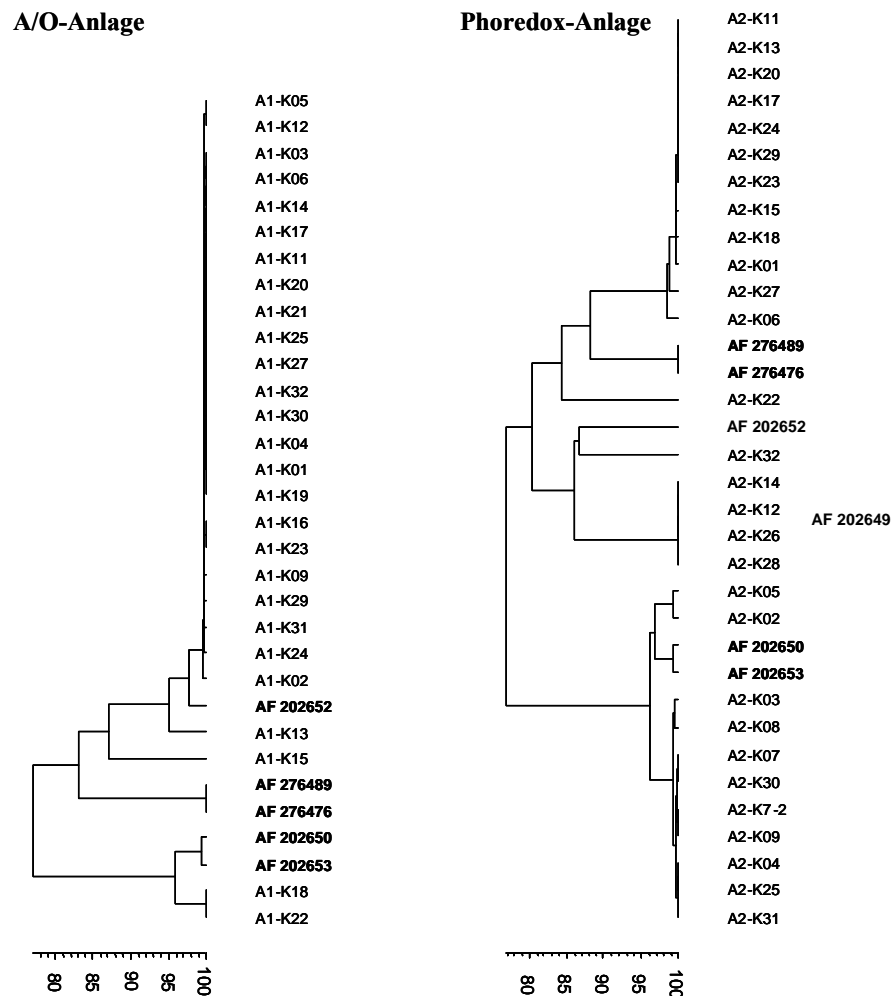 A/O-Anlage
A1-K05
A1-K12
A1-K03
A1-K06
A1-K14
A1-K17
A1-K11
A1-K20
A1-K21
A1-K25
A1-K27
A1-K32
A1-K30
A1-K04
A1-K01
A1-K19
A1-K16
A1-K23
A1-K09
A1-K29
A1-K31
A1-K24
A1-K02
AF 202652
A1-K13
A1-K15
AF 276489
AF 276476
AF 202650
AF 202653
A1-K18
A1-K22
80 85 90 95 100
Phoredox-Anlage
A2-K11
A2-K13
A2-K20
A2-K17
A2-K24
A2-K29
A2-K23
A2-K15
A2-K18
A2-K01
A2-K27
A2-K06
AF 276489
AF 276476
A2-K22
AF 202652
A2-K32
A2-K14
A2-K12
AF 202649
A2-K26
A2-K28
A2-K05
A2-K02
AF 202650
AF 202653
A2-K03
A2-K08
A2-K07
A2-K30
A2-K7-2
A2-K09
A2-K04
A2-K25
A2-K31
80 85 90 95 100